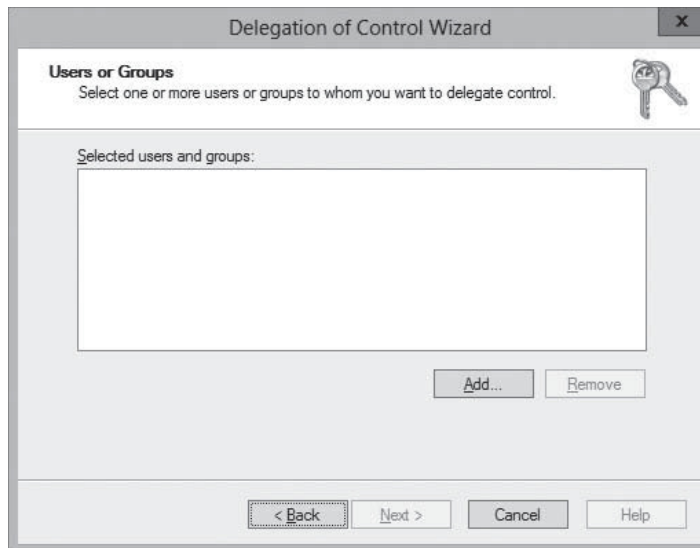 Delegation of Control Wizard
x
Users or Groups
Select one or more users or groups to whom you want to delegate control.
Selected users and groups:
Add...
Remove
< Back
Next >
Cancel
Help